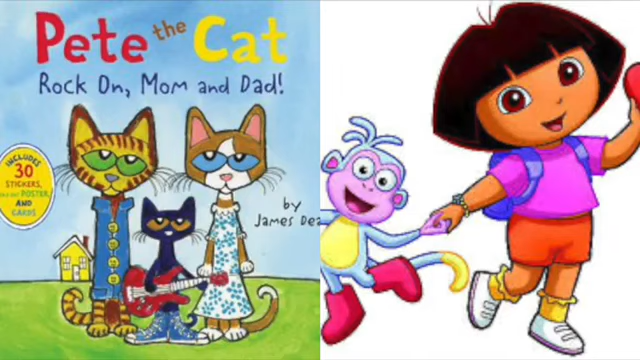 Pete the Cat
Rock On, Mom and Dad!
INCLUDES
30
STICKERS,
POSTER
AND
CARDS
by
James Dea